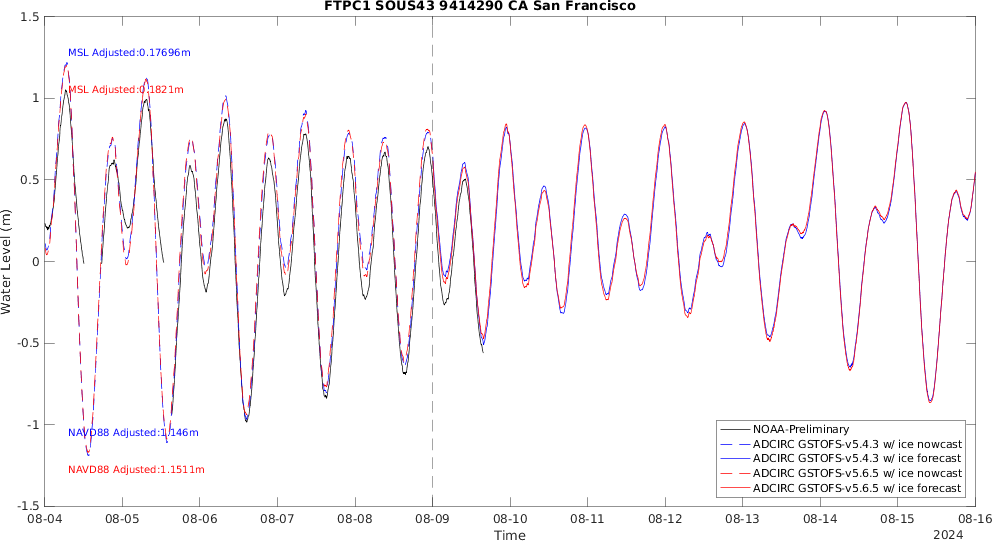 FTPC1 SOUS43 9414290 CA San Francisco
1.5
1
0.5
0
-0.5
-1
-1.5
Water Level (m)
MSL Adjusted:0.17696m
MSL Adjusted:0.1821m
NAVD88 Adjusted:1.146m
NAVD88 Adjusted:1.1511m
NOAA-Preliminary
ADCIRC GSTOFS-v5.4.3 w/ ice nowcast
ADCIRC GSTOFS-v5.4.3 w/ ice forecast
ADCIRC GSTOFS-v5.6.5 w/ ice nowcast
ADCIRC GSTOFS-v5.6.5 w/ ice forecast
08-04 08-05 08-06 08-07 08-08 08-09 08-10 08-11 08-12 08-13 08-14 08-15 08-16
Time
2024